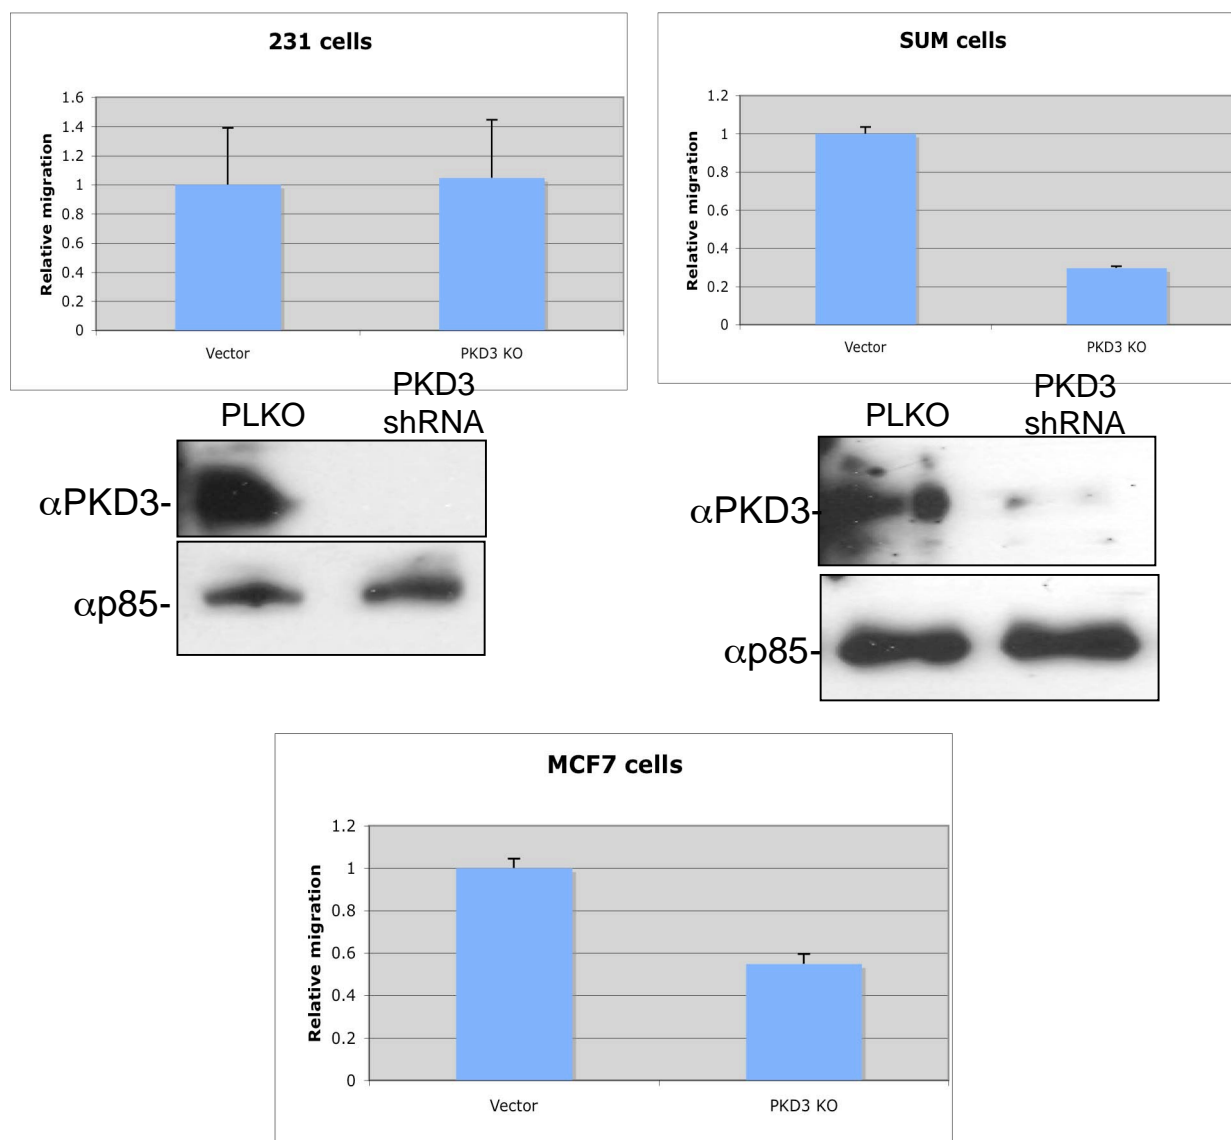 231 cells
1.6
1.4
1.2
1
0.8
0.6
0.4
0.2
0
Relative migration
Vector PKD3 KO
SUM cells
1.2
1
0.8
0.6
0.4
0.2
0
Relative migration
Vector PKD3 KO
PLKO PKD3
shRNA
αPKD3-
αp85-
PLKO PKD3
shRNA
αPKD3-
αp85-
MCF7 cells
1.2
1
0.8
0.6
0.4
0.2
0
Relative migration
Vector PKD3 KO